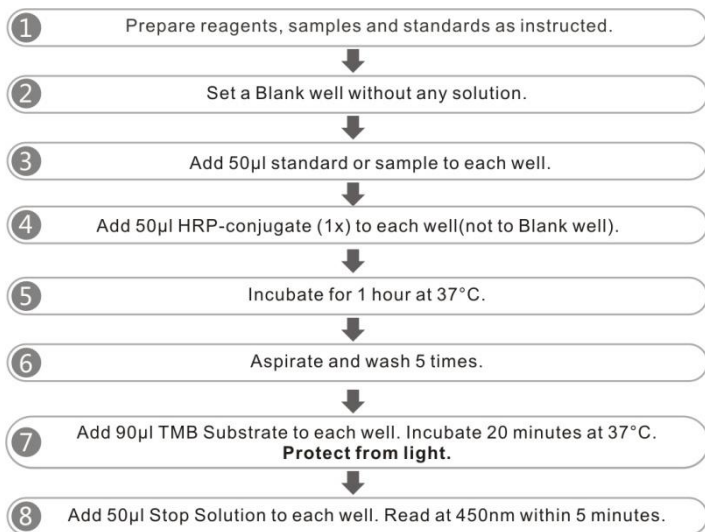 1 Prepare reagents, samples and standards as instructed.
2 Set a Blank well without any solution.
3 Add 50µl standard or sample to each well.
4 Add 50µl HRP-conjugate (1x) to each well(not to Blank well).
5 Incubate for 1 hour at 37°C.
6 Aspirate and wash 5 times.
7 Add 90µl TMB Substrate to each well. Incubate 20 minutes at 37°C.
Protect from light.
8 Add 50µl Stop Solution to each well. Read at 450nm within 5 minutes.